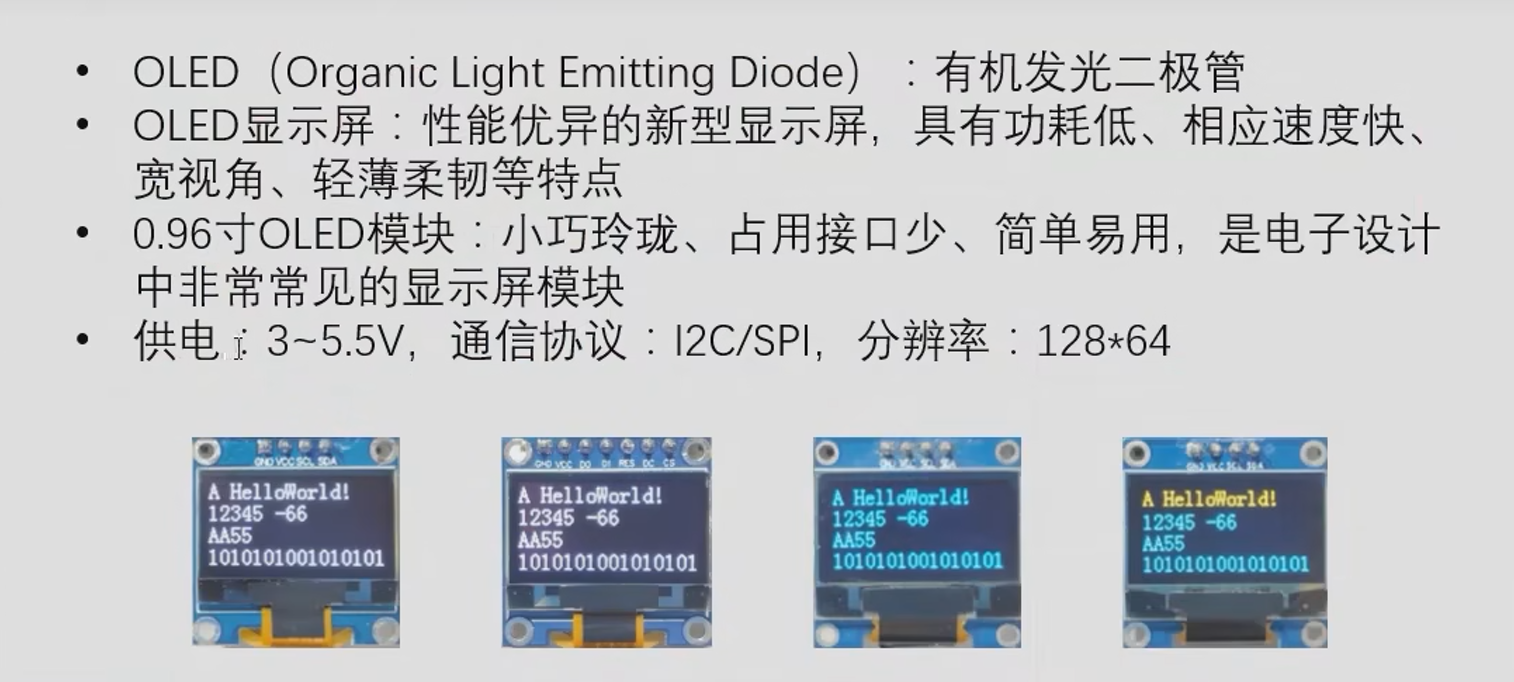 • OLED（Organic Light Emitting Diode）：有机发光二极管
• OLED显示屏：性能优异的新型显示屏，具有功耗低、相应速度快、
宽视角、轻薄柔韧等特点
• 0.96寸OLED模块：小巧玲珑、占用接口少、简单易用，是电子设计
中非常常见的显示屏模块
• 供电：3~5.5V，通信协议：I2C/SPI，分辨率：128*64
GND VCC SCL SDA
A HelloWorld!
12345 -66
AA55
1010101001010101
GND VCC D0 D1 RES DC CS
A HelloWorld!
12345 -66
AA55
1010101001010101
GND VCC SCL SDA
A HelloWorld!
12345 -66
AA55
1010101001010101
GND VCC SCL SDA
A HelloWorld!
12345 -66
AA55
1010101001010101